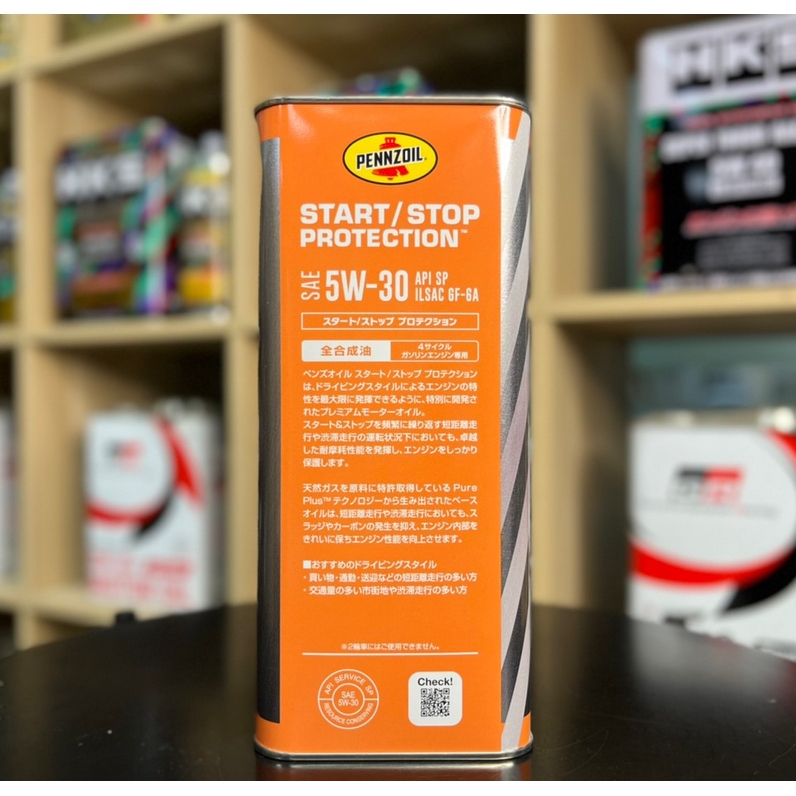 PENNZOIL
START/STOP
PROTECTION™
SAE 5W-30 API SP
ILSAC GF-6A
スタート/ストップ プロテクション
全合成油
4サイクル
ガソリンエンジン専用
ペンズオイル スタート/ストップ プロテクション
は、ドライビングスタイルによるエンジンの特
性を最大限に発揮できるように、特別に開発さ
れたプレミアムモーターオイル。
スタート&ストップを頻繁に繰り返す短距離走
行や渋滞走行の運転状況下においても、卓越
した耐摩耗性能を発揮し、エンジンをしっかり
保護します。
天然ガスを原料に特許取得している Pure
Plus™ テクノロジーから生み出されたベース
オイルは、短距離走行や渋滞走行においても、ス
ラッジやカーボンの発生を抑え、エンジン内部を
きれいに保ちエンジン性能を向上させます。
■おすすめのドライビングスタイル
・買い物・通勤・送迎などの短距離走行の多い方
・交通量の多い市街地や渋滞走行の多い方
※2輪車にはご使用できません。
API SERVICE SP
SAE
5W-30
RESOURCE CONSERVING
Check!
HKS
HKS